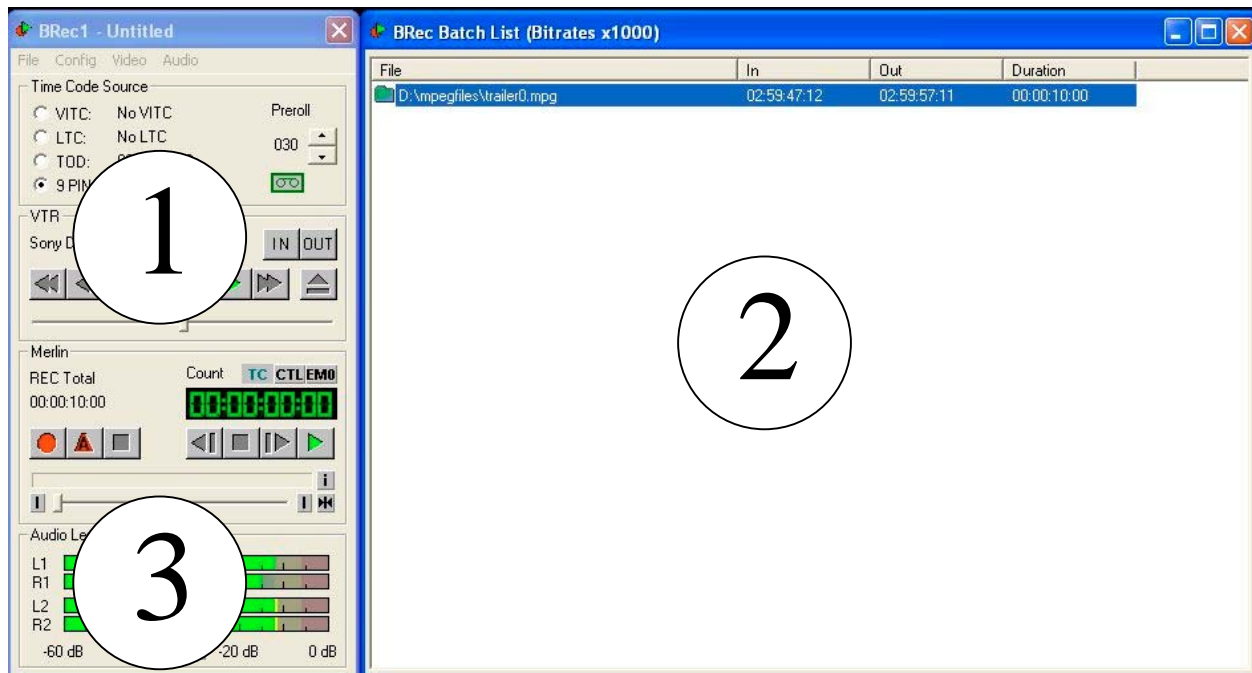 BRec1 - Untitled
File Config Video Audio
Time Code Source
VITC: No VITC Preroll
LTC: No LTC 030
TOD:
9 PIN
VTR
Sony IN OUT
1
Merlin
REC Total Count TC CTL EM0
00:00:10:00 00:00:00:00
i
Audio
L1
R1
L2
R2
-60 dB -20 dB 0 dB
3
BRec Batch List (Bitrates x1000)
File In Out Duration
D:\mpegfiles\trailer0.mpg 02:59:47:12 02:59:57:11 00:00:10:00
2